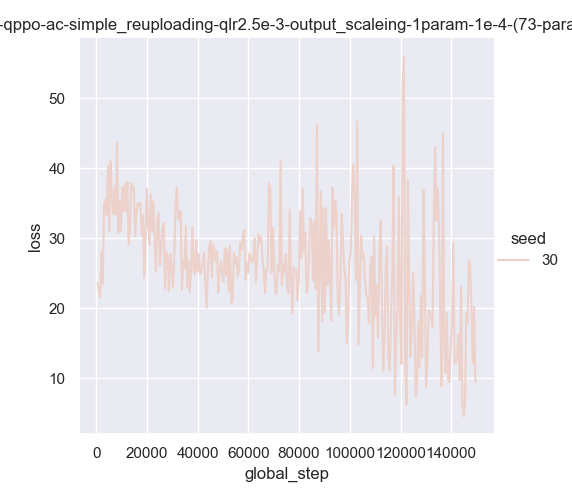 -qppo-ac-simple_reuploading-qlr2.5e-3-output_scaleing-1param-1e-4-(73-para
50
40
30
20
10
loss
seed
30
0 20000 40000 60000 80000 100000 120000 140000
global_step